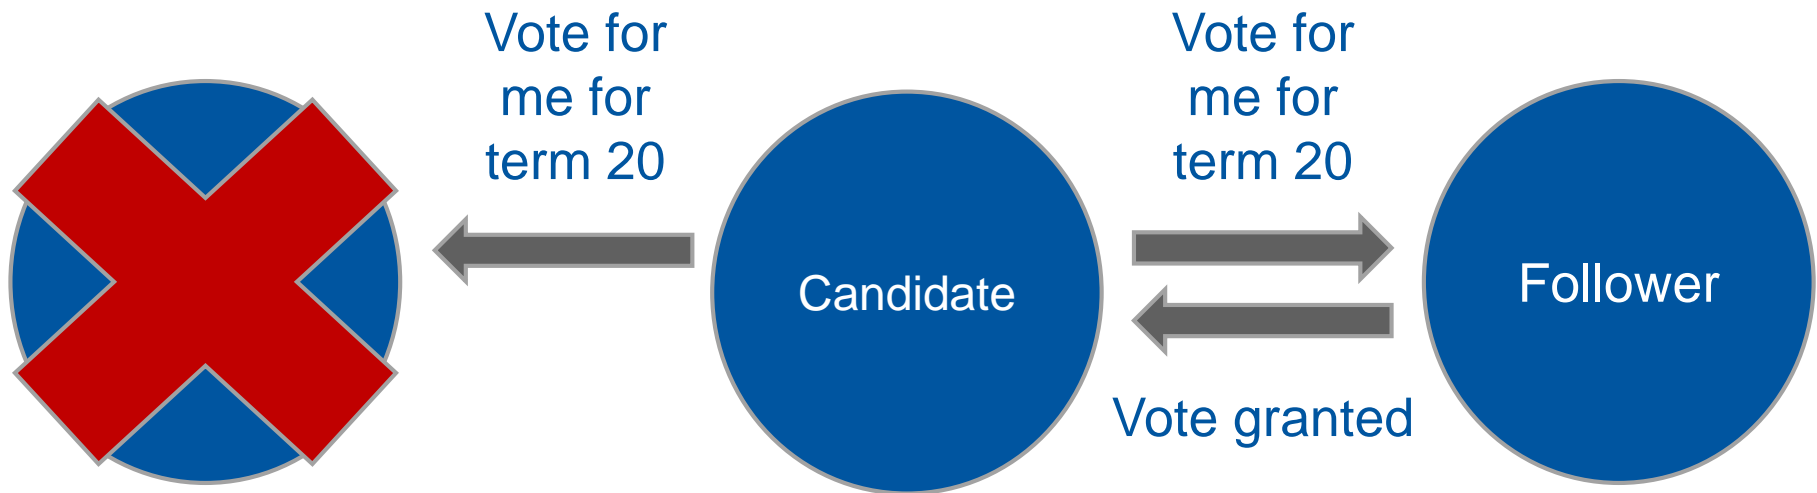 Vote for
me for
term 20
Vote for
me for
term 20
Candidate
Follower
Vote granted